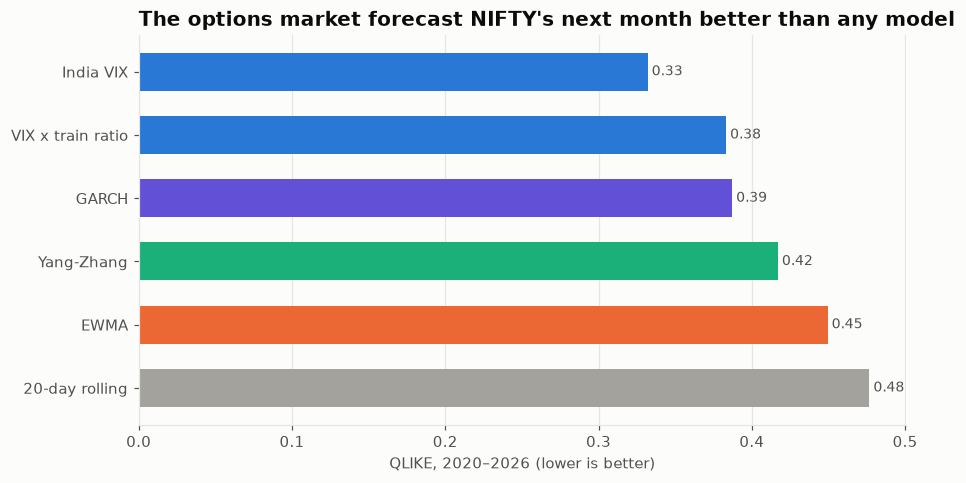 The options market forecast NIFTY's next month better than any model
India VIX
0.33
VIX x train ratio
0.38
GARCH
0.39
Yang-Zhang
0.42
EWMA
0.45
20-day rolling
0.48
0.0 0.1 0.2 0.3 0.4 0.5
QLIKE, 2020–2026 (lower is better)